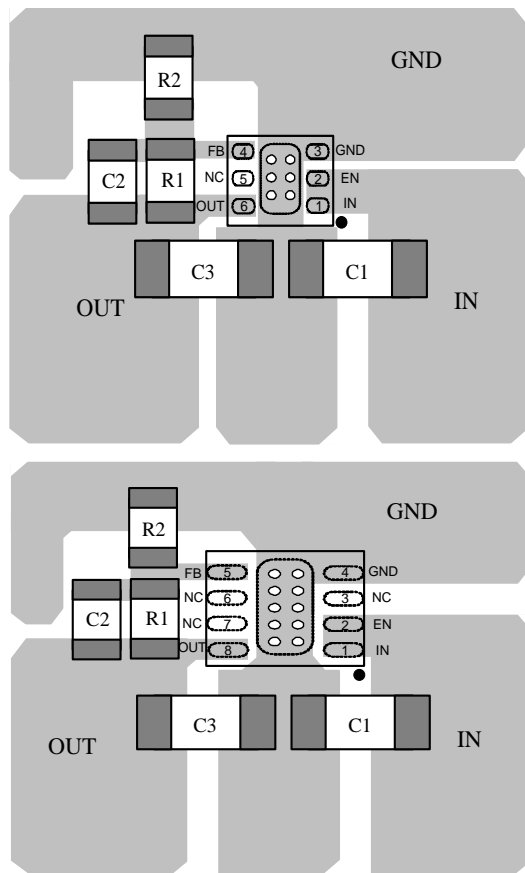 GND
R2
FB 4 3 GND
C2 R1 NC 5 2 EN
OUT 6 1 IN
C3 C1
OUT IN
GND
R2
FB 5 4 GND
NC 6 3 NC
C2 R1 NC 7 2 EN
OUT 8 1 IN
C3 C1
OUT IN